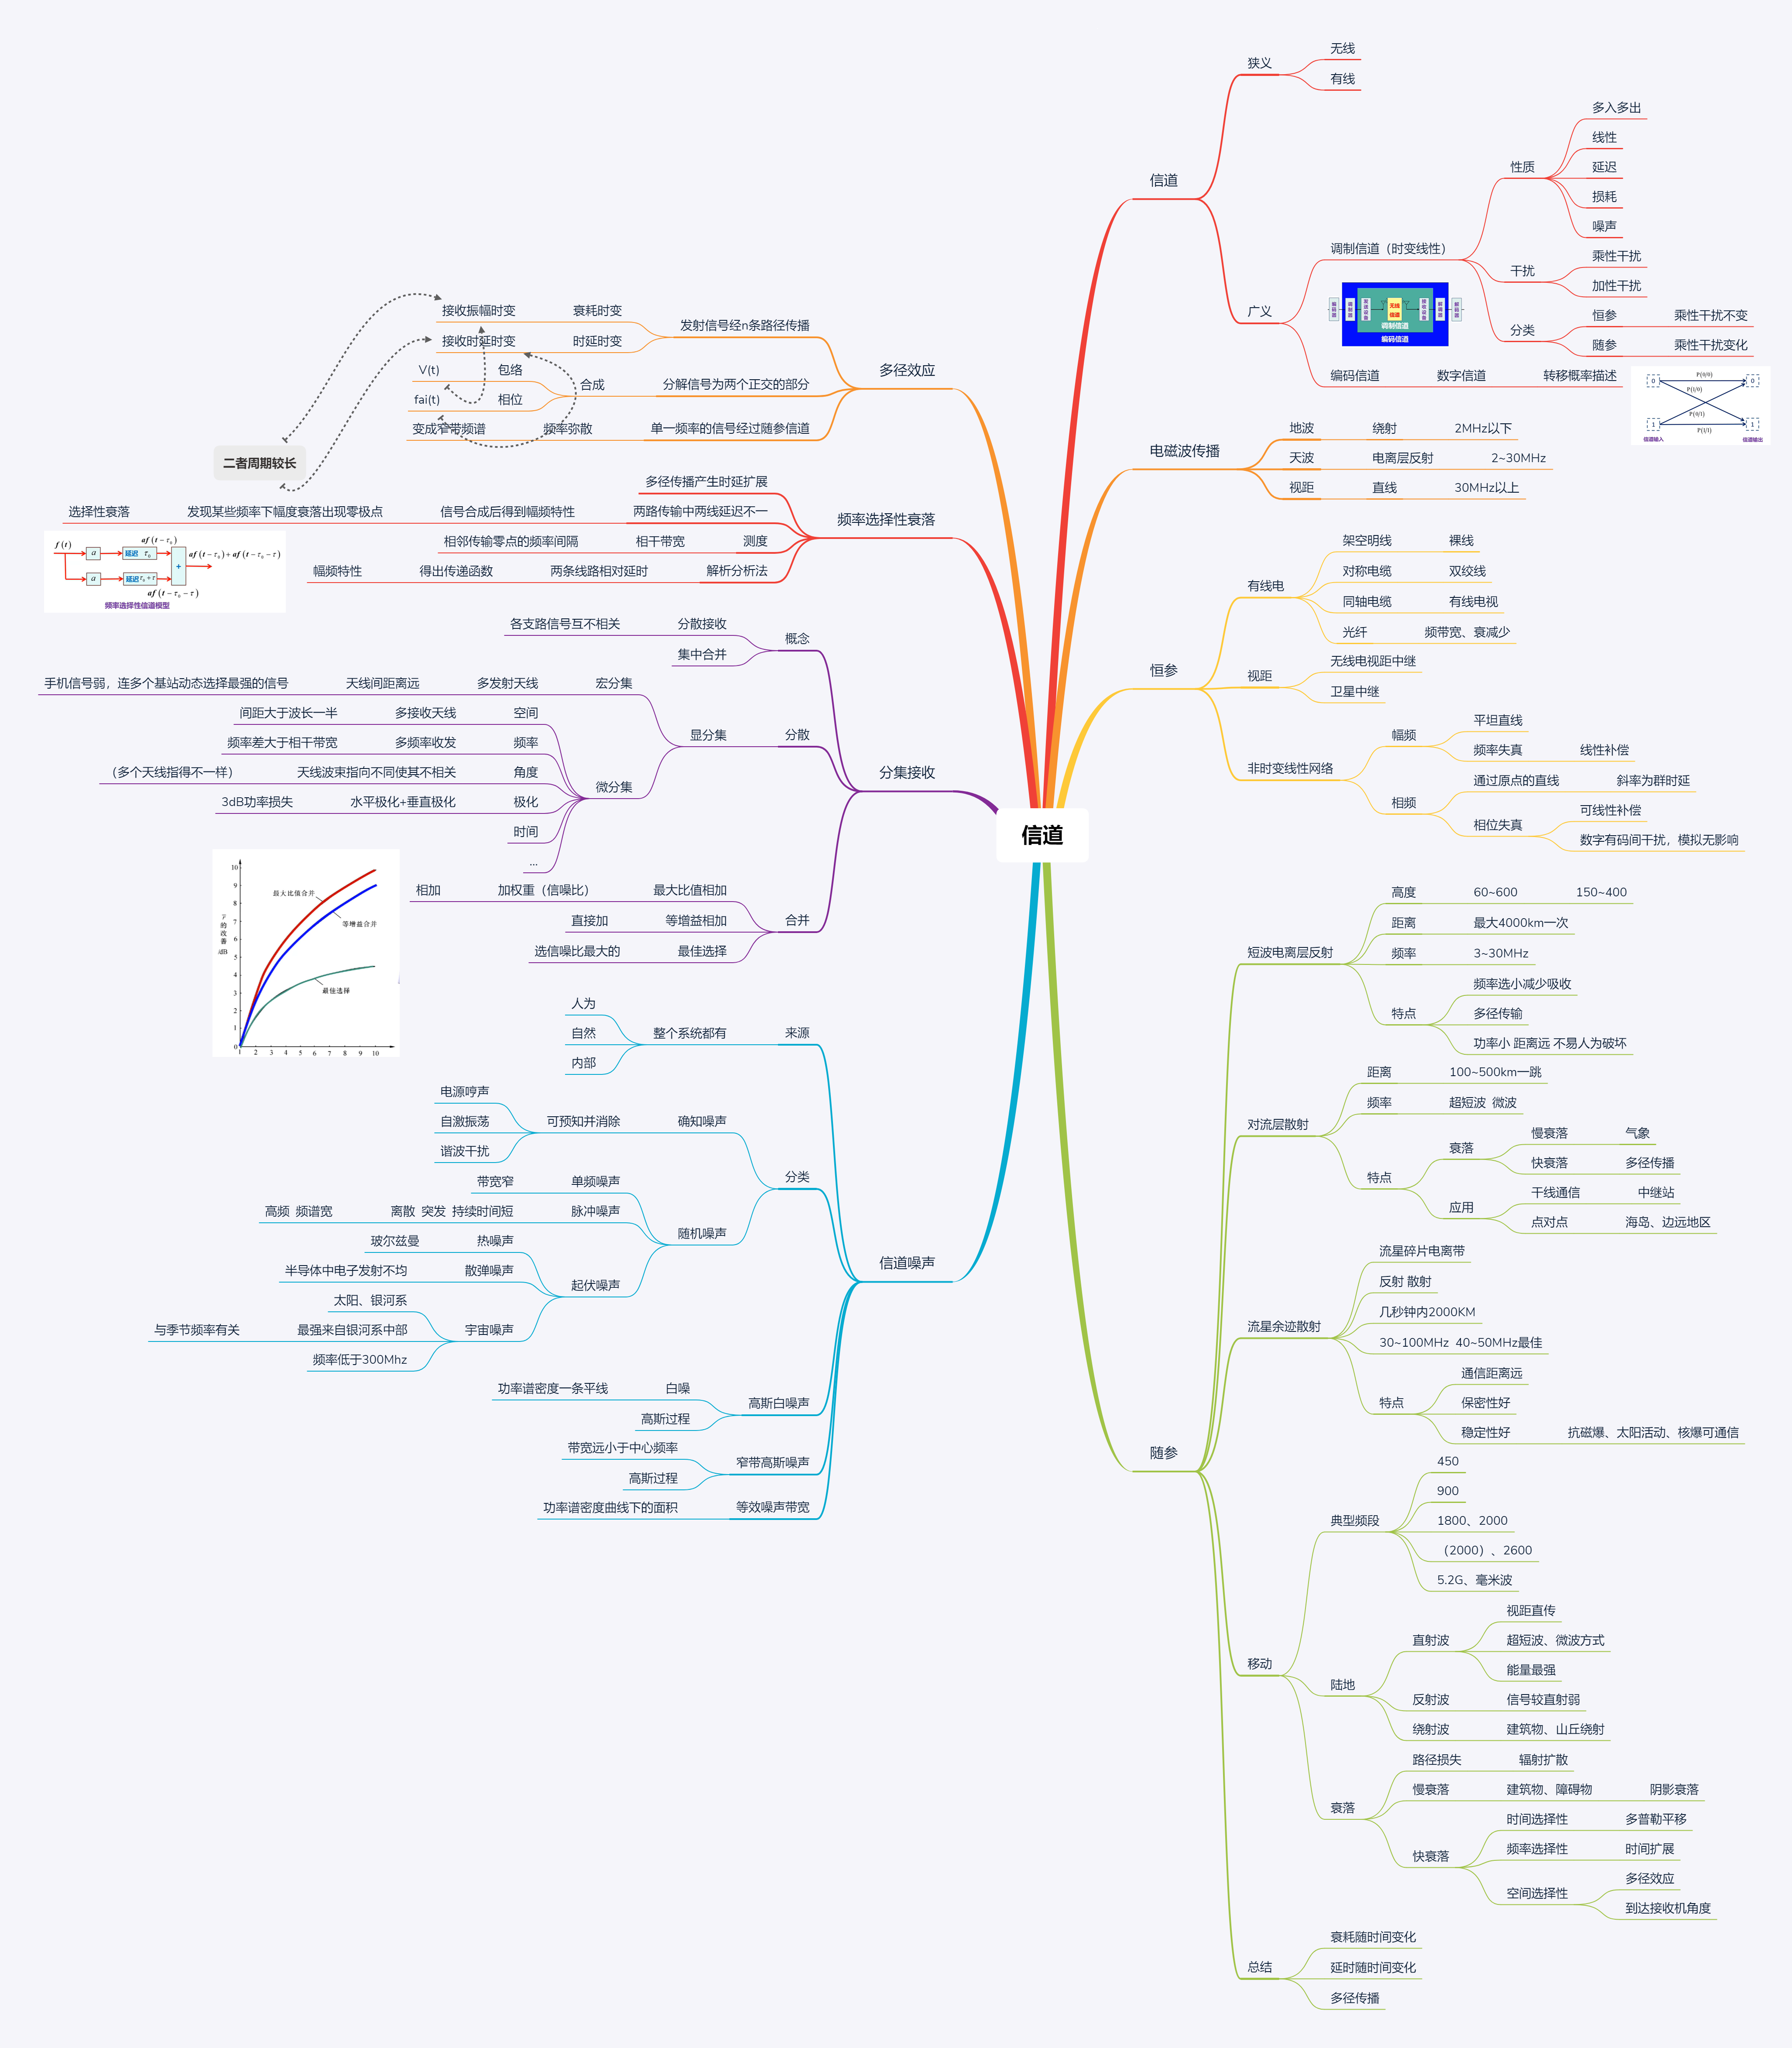 信道
信道
狭义
无线
有线
广义
调制信道（时变线性）
性质
多入多出
线性
延迟
损耗
噪声
干扰
乘性干扰
加性干扰
分类
恒参
乘性干扰不变
随参
乘性干扰变化
无线
信道
调制信道
编码信道
编码信道
数字信道
转移概率描述
P(0/0)
P(1/0)
P(0/1)
P(1/1)
0
0
1
1
信道输入
信道输出
电磁波传播
地波
绕射
2MHz以下
天波
电离层反射
2~30MHz
视距
直线
30MHz以上
恒参
有线电
架空明线
裸线
对称电缆
双绞线
同轴电缆
有线电视
光纤
频带宽、衰减少
视距
无线电视距中继
卫星中继
非时变线性网络
幅频
平坦直线
频率失真
线性补偿
相频
通过原点的直线
斜率为群时延
相位失真
可线性补偿
数字有码间干扰，模拟无影响
随参
短波电离层反射
高度
60~600
150~400
距离
最大4000km一次
频率
3~30MHz
特点
频率选小减少吸收
多径传输
功率小 距离远 不易人为破坏
对流层散射
距离
100~500km一跳
频率
超短波 微波
特点
衰落
慢衰落
气象
快衰落
多径传播
应用
干线通信
中继站
点对点
海岛、边远地区
流星余迹散射
流星碎片电离带
反射 散射
几秒钟内2000KM
30~100MHz 40~50MHz最佳
特点
通信距离远
保密性好
稳定性好
抗磁爆、太阳活动、核爆可通信
移动
典型频段
450
900
1800、2000
（2000）、2600
5.2G、毫米波
陆地
直射波
视距直传
超短波、微波方式
能量最强
反射波
信号较直射弱
绕射波
建筑物、山丘绕射
衰落
路径损失
辐射扩散
慢衰落
建筑物、障碍物
阴影衰落
快衰落
时间选择性
多普勒平移
频率选择性
时间扩展
空间选择性
多径效应
到达接收机角度
总结
衰耗随时间变化
延时随时间变化
多径传播
多径效应
发射信号经n条路径传播
衰耗时变
接收振幅时变
时延时变
接收时延时变
分解信号为两个正交的部分
合成
包络
V(t)
相位
fai(t)
单一频率的信号经过随参信道
频率弥散
变成窄带频谱
二者周期较长
频率选择性衰落
多径传播产生时延扩展
两路传输中两线延迟不一
信号合成后得到幅频特性
发现某些频率下幅度衰落出现零极点
选择性衰落
测度
相干带宽
相邻传输零点的频率间隔
解析分析法
两条线路相对延时
得出传递函数
幅频特性
f(t)
a
延迟 τ₀
af(t−τ₀)
+
af(t−τ₀)+af(t−τ₀−τ)
a
延迟 τ₀+τ
af(t−τ₀−τ)
频率选择性信道模型
分集接收
概念
分散接收
各支路信号互不相关
集中合并
分散
显分集
宏分集
多发射天线
天线间距离远
手机信号弱，连多个基站动态选择最强的信号
微分集
空间
多接收天线
间距大于波长一半
频率
多频率收发
频率差大于相干带宽
角度
天线波束指向不同使其不相关
（多个天线指得不一样）
极化
水平极化+垂直极化
3dB功率损失
时间
...
合并
最大比值相加
加权重（信噪比）
相加
等增益相加
直接加
最佳选择
选信噪比最大的
10
9
8
7
6
5
4
3
2
1
0
的改善
/dB
最大比值合并
等增益合并
最佳选择
1 2 3 4 5 6 7 8 9 10
信道噪声
来源
整个系统都有
人为
自然
内部
分类
确知噪声
可预知并消除
电源哼声
自激振荡
谐波干扰
随机噪声
单频噪声
带宽窄
脉冲噪声
离散 突发 持续时间短
高频 频谱宽
起伏噪声
热噪声
玻尔兹曼
散弹噪声
半导体中电子发射不均
宇宙噪声
太阳、银河系
最强来自银河系中部
与季节频率有关
频率低于300Mhz
高斯白噪声
白噪
功率谱密度一条平线
高斯过程
窄带高斯噪声
带宽远小于中心频率
高斯过程
等效噪声带宽
功率谱密度曲线下的面积